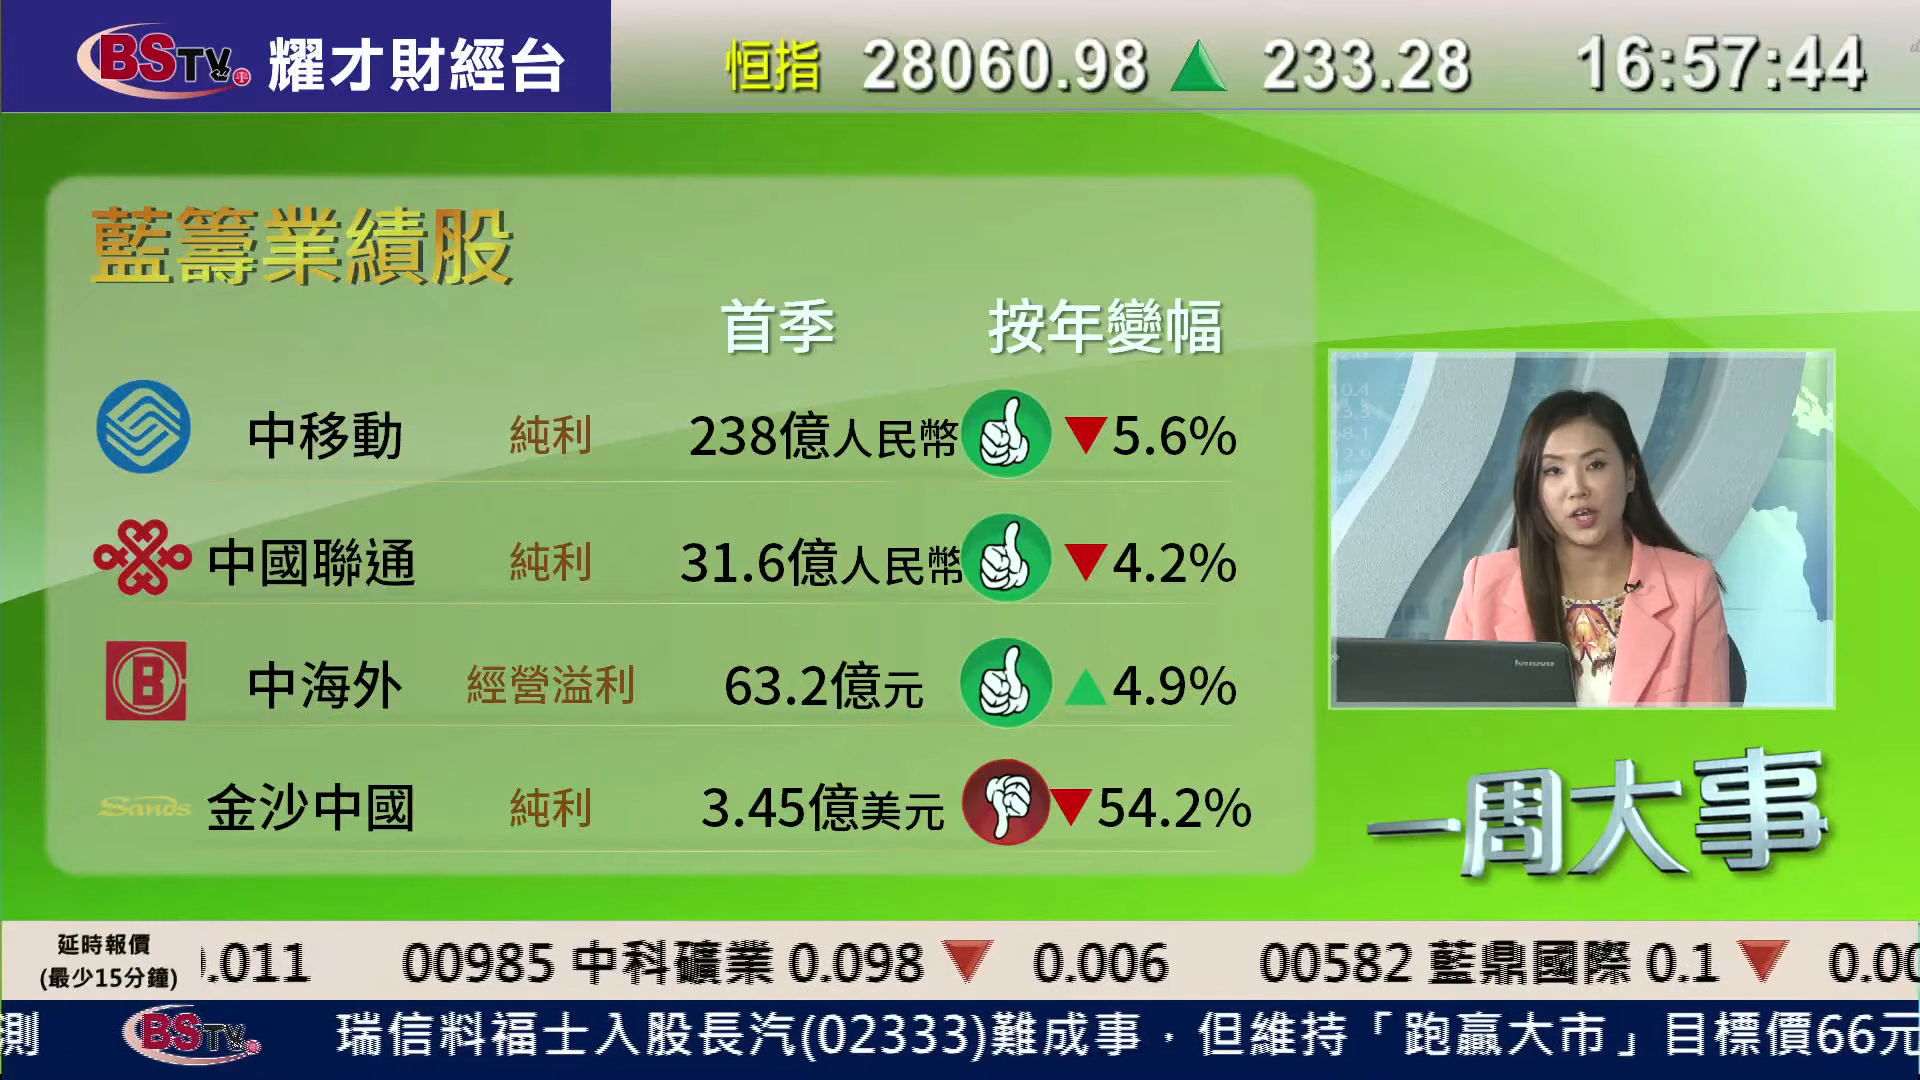 BSTV 耀才財經台 恒指 28060.98 ▲ 233.28 16:57:44
藍籌業績股
首季 按年變幅
中移動 純利 238億人民幣 ▼5.6%
中國聯通 純利 31.6億人民幣 ▼4.2%
中海外 經營溢利 63.2億元 ▲4.9%
Sands 金沙中國 純利 3.45億美元 ▼54.2%
lenovo
一周大事
延時報價
(最少15分鐘)
.011 00985 中科礦業 0.098 ▼ 0.006 00582 藍鼎國際 0.1 ▼ 0.00
測 BSTV 瑞信料福士入股長汽(02333)難成事，但維持「跑贏大市」目標價66元